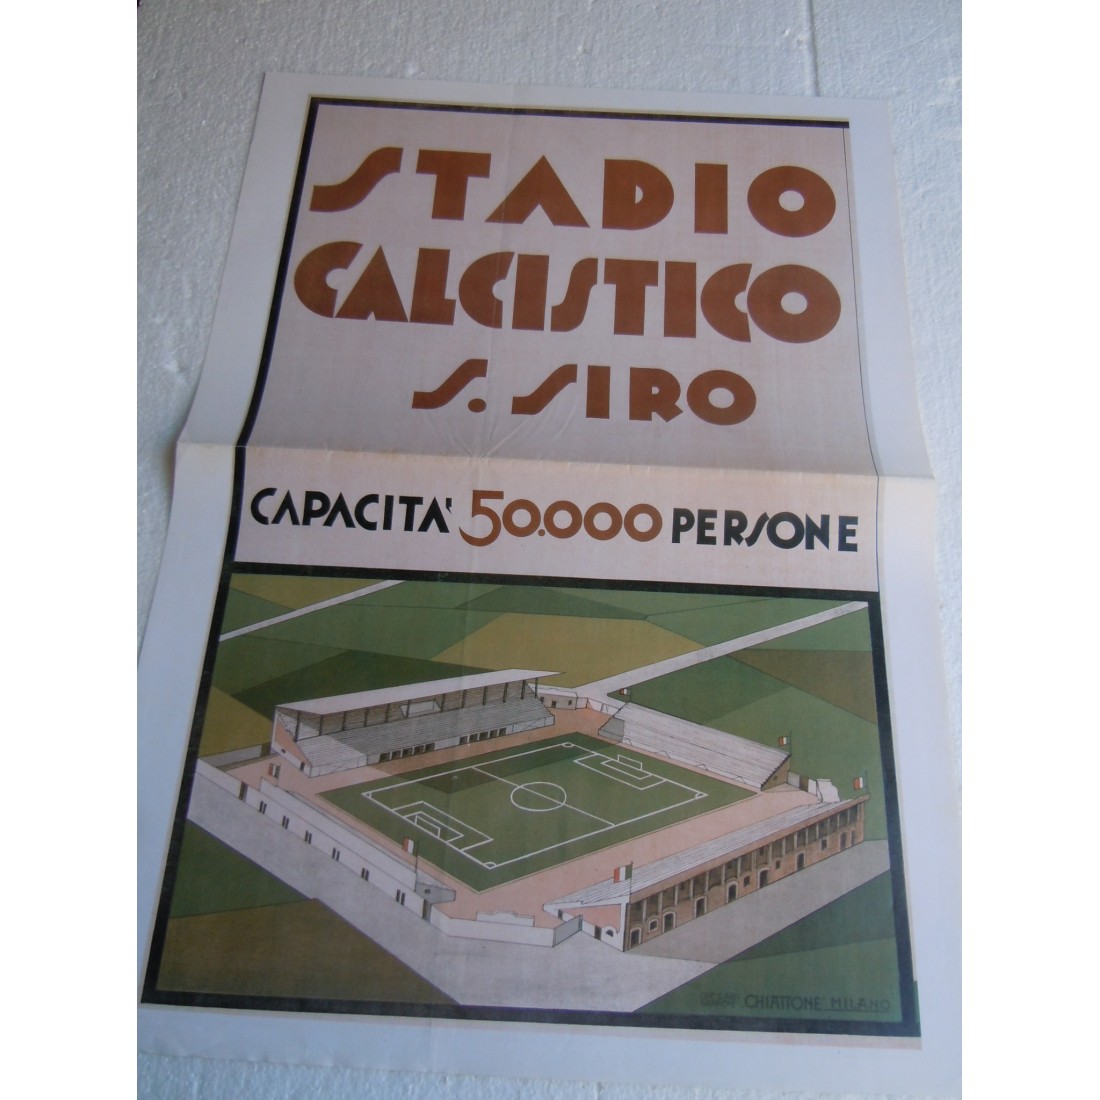 STADIO
CALCISTICO
S. SIRO
CAPACITA' 50.000 PERSONE
CHIATTONE MILANO